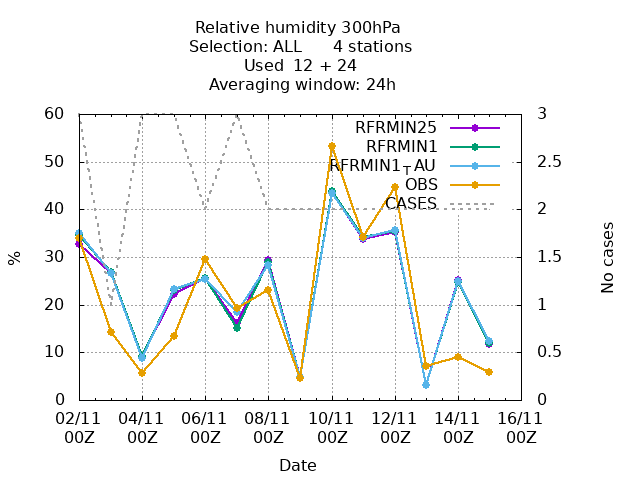 Relative humidity 300hPa
Selection: ALL      4 stations
Used  12 + 24
Averaging window: 24h
60 3
50 2.5
40 2
30 1.5
20 1
10 0.5
0 0
RFRMIN25
RFRMIN1
RFRMIN1TAU
OBS
CASES
%
No cases
02/11 04/11 06/11 08/11 10/11 12/11 14/11 16/11
00Z 00Z 00Z 00Z 00Z 00Z 00Z 00Z
Date